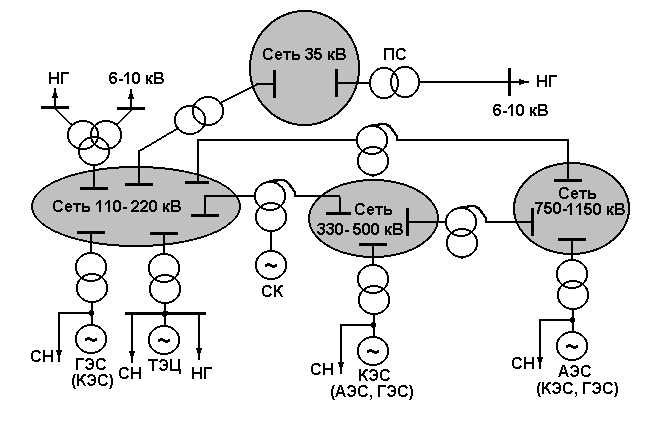 ПС
Сеть 35 кВ
НГ
6-10 кВ
НГ
6-10 кВ
Сеть 110-220 кВ
Сеть
330-500 кВ
Сеть
750-1150 кВ
~
СК
~
~
~
~
СН
ГЭС
(КЭС)
СН
ТЭЦ
НГ
СН
КЭС
(АЭС, ГЭС)
СН
АЭС
(КЭС, ГЭС)